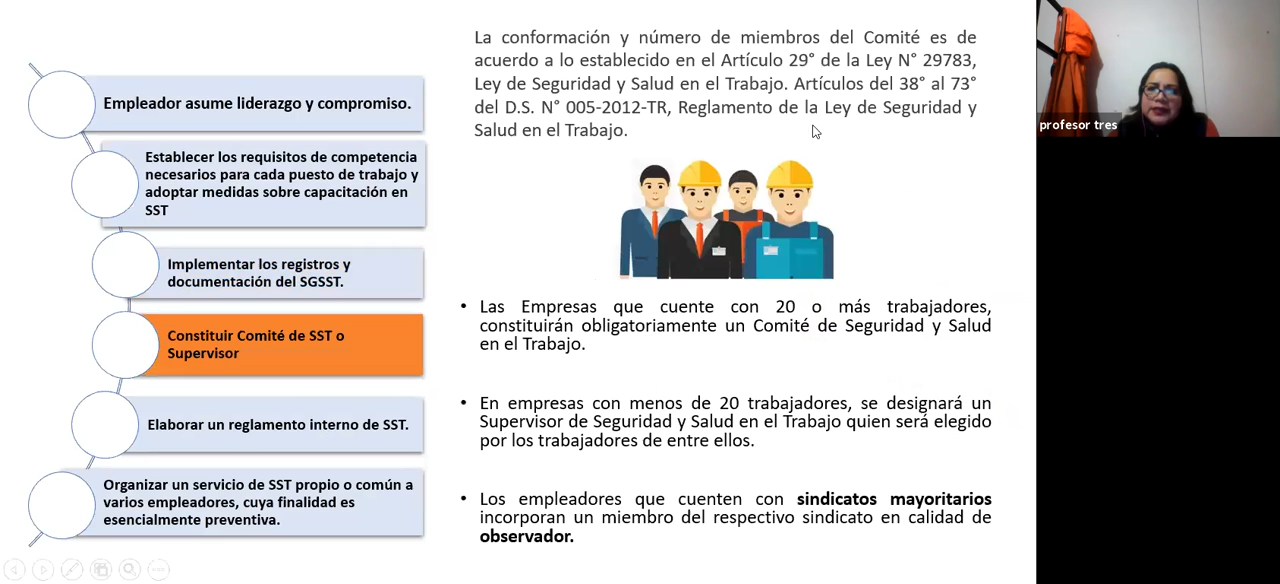 Empleador asume liderazgo y compromiso.
Establecer los requisitos de competencia
necesarios para cada puesto de trabajo y
adoptar medidas sobre capacitación en
SST
Implementar los registros y
documentación del SGSST.
Constituir Comité de SST o
Supervisor
Elaborar un reglamento interno de SST.
Organizar un servicio de SST propio o común a
varios empleadores, cuya finalidad es
esencialmente preventiva.
La conformación y número de miembros del Comité es de
acuerdo a lo establecido en el Artículo 29° de la Ley N° 29783,
Ley de Seguridad y Salud en el Trabajo. Artículos del 38° al 73°
del D.S. N° 005-2012-TR, Reglamento de la Ley de Seguridad y
Salud en el Trabajo.
• Las Empresas que cuente con 20 o más trabajadores,
constituirán obligatoriamente un Comité de Seguridad y Salud
en el Trabajo.
• En empresas con menos de 20 trabajadores, se designará un
Supervisor de Seguridad y Salud en el Trabajo quien será elegido
por los trabajadores de entre ellos.
• Los empleadores que cuenten con sindicatos mayoritarios
incorporan un miembro del respectivo sindicato en calidad de
observador.
profesor tres